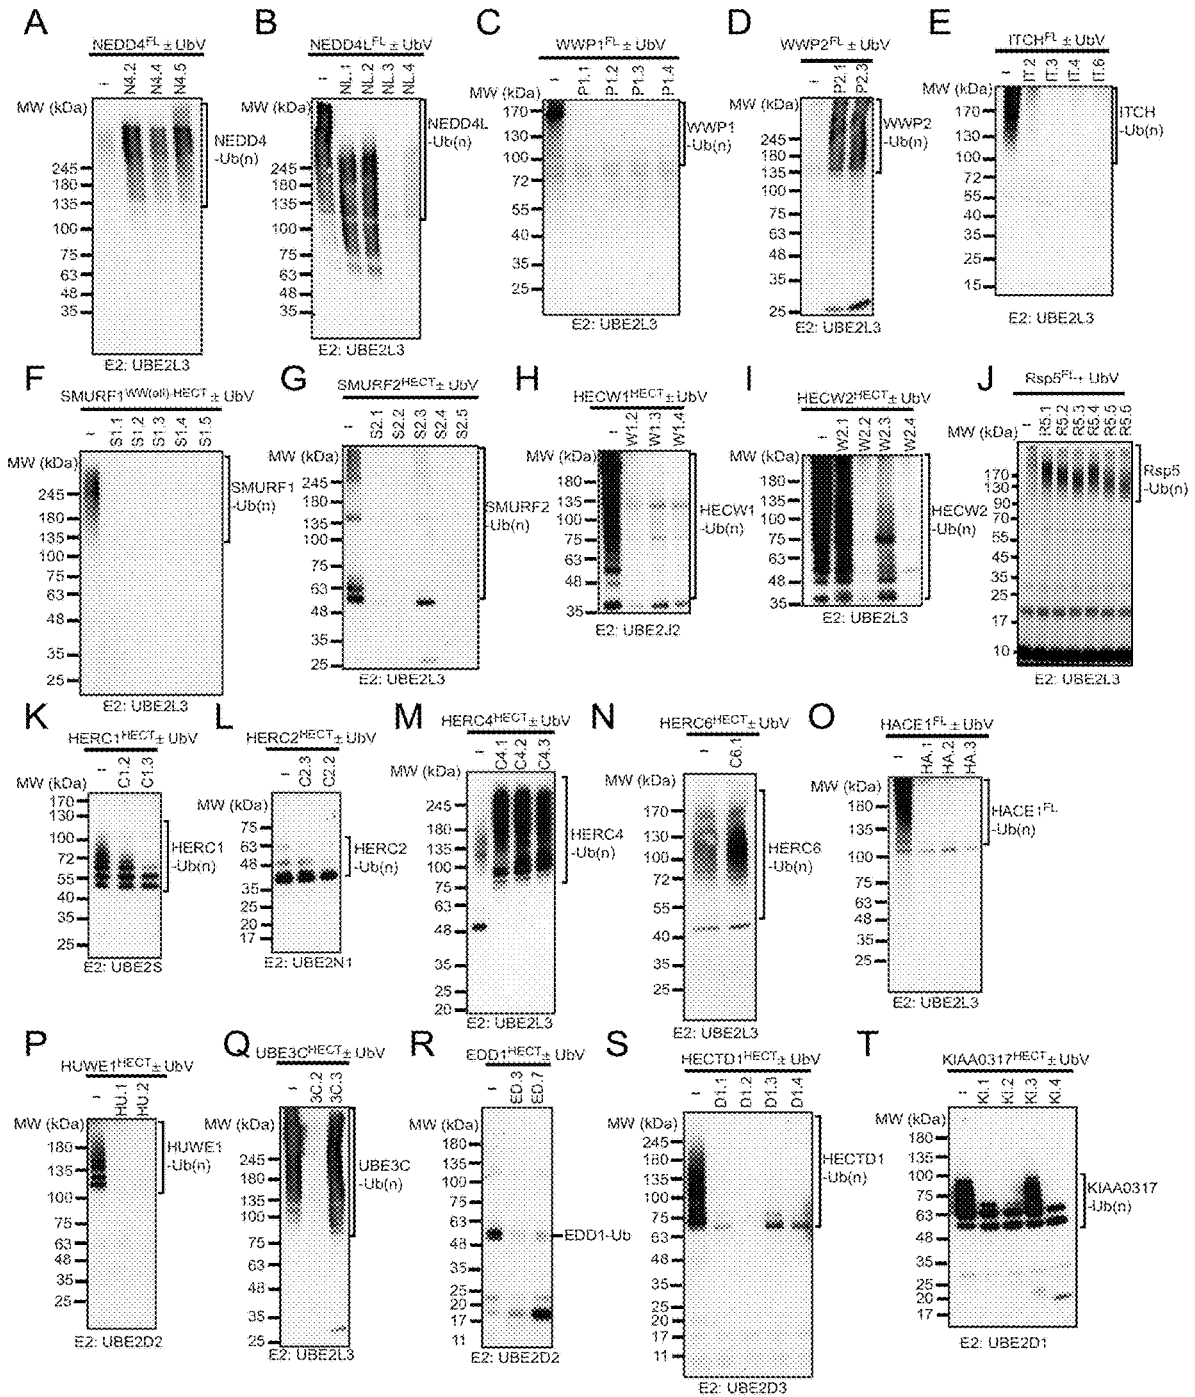 A
NEDD4FL ± UbV
–
N4.2
N4.4
N4.5
MW (kDa)
245
180
135
100
75
63
48
35
NEDD4
-Ub(n)
E2: UBE2L3
B
NEDD4LFL ± UbV
–
NL.1
NL.2
NL.3
NL.4
MW (kDa)
245
180
135
100
75
63
48
35
NEDD4L
-Ub(n)
E2: UBE2L3
C
WWP1FL ± UbV
–
P1.1
P1.2
P1.3
P1.4
MW (kDa)
170
130
100
72
55
40
35
25
WWP1
-Ub(n)
E2: UBE2L3
D
WWP2FL ± UbV
–
P2.1
P2.3
MW (kDa)
245
180
135
100
75
63
48
35
25
WWP2
-Ub(n)
E2: UBE2L3
E
ITCHFL ± UbV
–
IT.2
IT.3
IT.4
IT.6
MW (kDa)
170
130
100
72
55
40
35
25
15
ITCH
-Ub(n)
E2: UBE2L3
F
SMURF1WW(all)-HECT ± UbV
–
S1.1
S1.2
S1.3
S1.4
S1.5
MW (kDa)
245
180
135
100
75
63
48
35
25
SMURF1
-Ub(n)
E2: UBE2L3
G
SMURF2HECT ± UbV
–
S2.1
S2.2
S2.3
S2.4
S2.5
MW (kDa)
245
180
135
100
75
63
48
35
25
SMURF2
-Ub(n)
E2: UBE2L3
H
HECW1HECT ± UbV
–
W1.2
W1.3
W1.4
MW (kDa)
180
135
100
75
63
48
35
HECW1
-Ub(n)
E2: UBE2J2
I
HECW2HECT ± UbV
–
W2.1
W2.2
W2.3
W2.4
MW (kDa)
180
135
100
75
63
48
35
HECW2
-Ub(n)
E2: UBE2L3
J
Rsp5FL-+ UbV
–
R5.1
R5.2
R5.3
R5.4
R5.5
R5.6
MW (kDa)
170
130
90
70
55
45
35
25
17
10
Rsp5
-Ub(n)
E2: UBE2L3
K
HERC1HECT ± UbV
–
C1.2
C1.3
MW (kDa)
170
130
100
72
55
40
35
25
HERC1
-Ub(n)
E2: UBE2S
L
HERC2HECT ± UbV
–
C2.3
C2.2
MW (kDa)
75
63
48
35
25
20
17
HERC2
-Ub(n)
E2: UBE2N1
M
HERC4HECT ± UbV
–
C4.1
C4.2
C4.3
MW (kDa)
245
180
135
100
75
63
48
35
25
20
HERC4
-Ub(n)
E2: UBE2L3
N
HERC6HECT ± UbV
–
C6.1
MW (kDa)
170
130
100
72
55
40
35
25
HERC6
-Ub(n)
E2: UBE2L3
O
HACE1FL ± UbV
–
HA.1
HA.2
HA.3
MW (kDa)
180
135
100
75
63
48
35
25
HACE1FL
-Ub(n)
E2: UBE2L3
P
HUWE1HECT ± UbV
–
HU.1
HU.2
MW (kDa)
180
135
100
75
63
48
35
25
HUWE1
-Ub(n)
E2: UBE2D2
Q
UBE3CHECT ± UbV
–
3C.2
3C.3
MW (kDa)
245
180
135
100
75
63
48
35
25
UBE3C
-Ub(n)
E2: UBE2L3
R
EDD1HECT ± UbV
–
ED.3
ED.7
MW (kDa)
245
180
135
100
75
63
48
35
25
20
17
11
EDD1-Ub
E2: UBE2D2
S
HECTD1HECT ± UbV
–
D1.1
D1.2
D1.3
D1.4
MW (kDa)
245
180
135
100
75
63
48
35
25
20
17
11
HECTD1
-Ub(n)
E2: UBE2D3
T
KIAA0317HECT ± UbV
–
KI.1
KI.2
KI.3
KI.4
MW (kDa)
180
135
100
75
63
48
35
25
20
17
KIAA0317
-Ub(n)
E2: UBE2D1